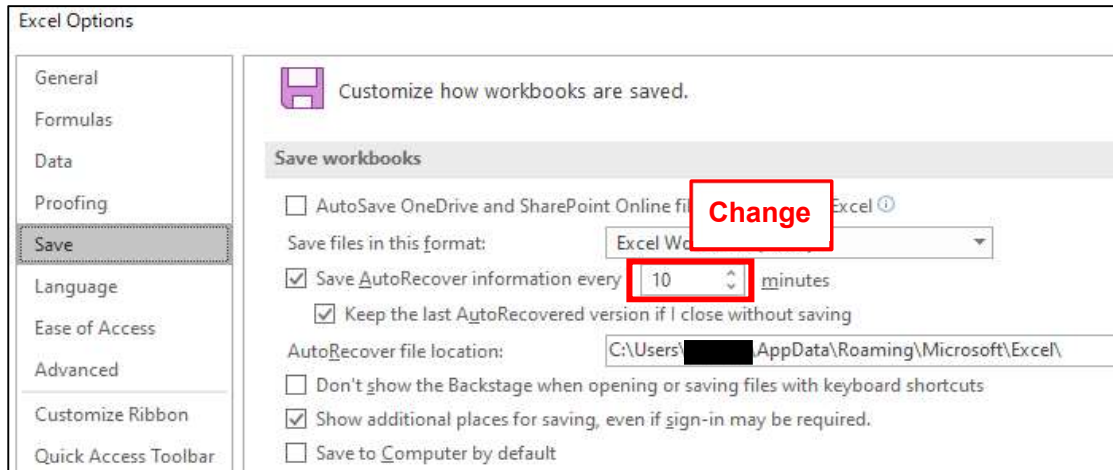 Excel Options
General
Formulas
Data
Proofing
Save
Language
Ease of Access
Advanced
Customize Ribbon
Quick Access Toolbar
Customize how workbooks are saved.
Save workbooks
AutoSave OneDrive and SharePoint Online Excel
Change
Save files in this format: Excel
Save AutoRecover information every 10 minutes
Keep the last AutoRecovered version if I close without saving
AutoRecover file location: C:\Users\ \AppData\Roaming\Microsoft\Excel\
Don't show the Backstage when opening or saving files with keyboard shortcuts
Show additional places for saving, even if sign-in may be required.
Save to Computer by default